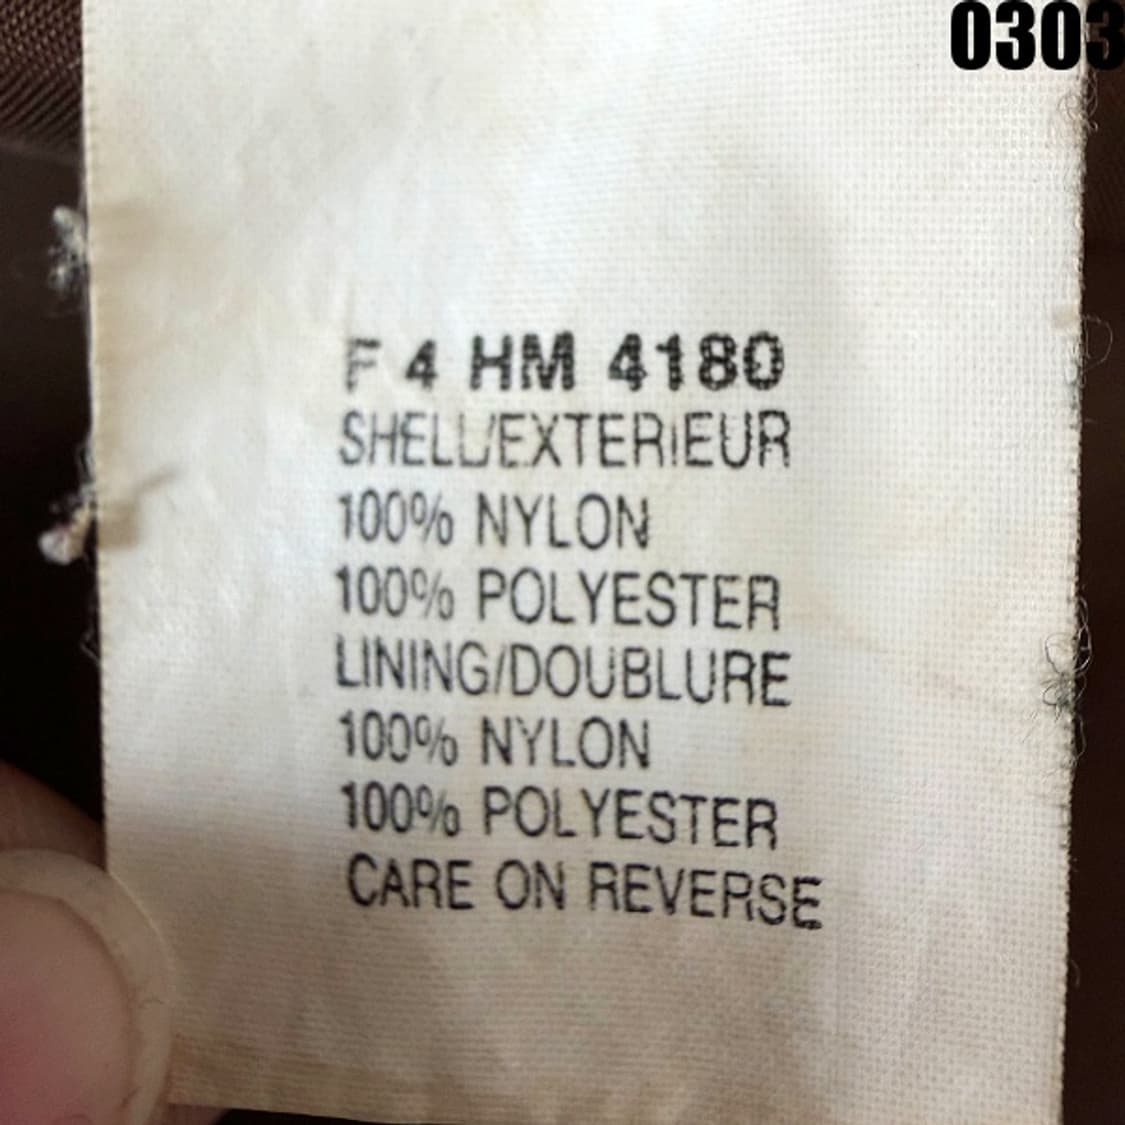 0303
F 4 HM 4180
SHELL/EXTERIEUR
100% NYLON
100% POLYESTER
LINING/DOUBLURE
100% NYLON
100% POLYESTER
CARE ON REVERSE